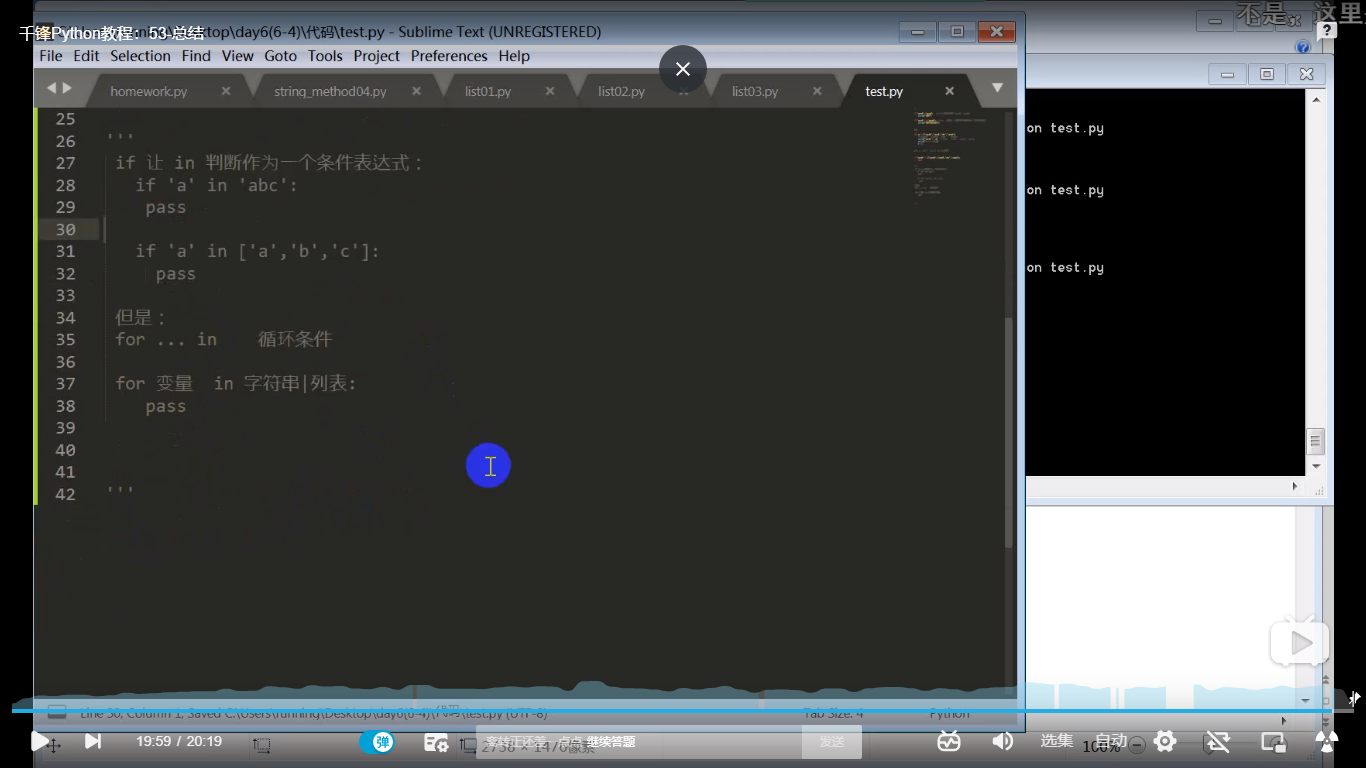 不是 这里
千锋Python教程：53-总结
top\day6(6-4)\代码\test.py - Sublime Text (UNREGISTERED)
File Edit Selection Find View Goto Tools Project Preferences Help
homework.py string_method04.py list01.py list02.py list03.py test.py
25
26 '''
27 if 让 in 判断作为一个条件表达式：
28 if 'a' in 'abc':
29 pass
30
31 if 'a' in ['a','b','c']:
32 pass
33
34 但是：
35 for ... in 循环条件
36
37 for 变量 in 字符串|列表:
38 pass
39
40
41
42 '''
on test.py
on test.py
on test.py
Line 30, Column 1, Saved C:\Users\running\Desktop\day6(6-4)\代码\test.py (UTF-8) Tab Size: 4 Python
19:59 / 20:19 弹 继续答题 发送 选集 自动 100%